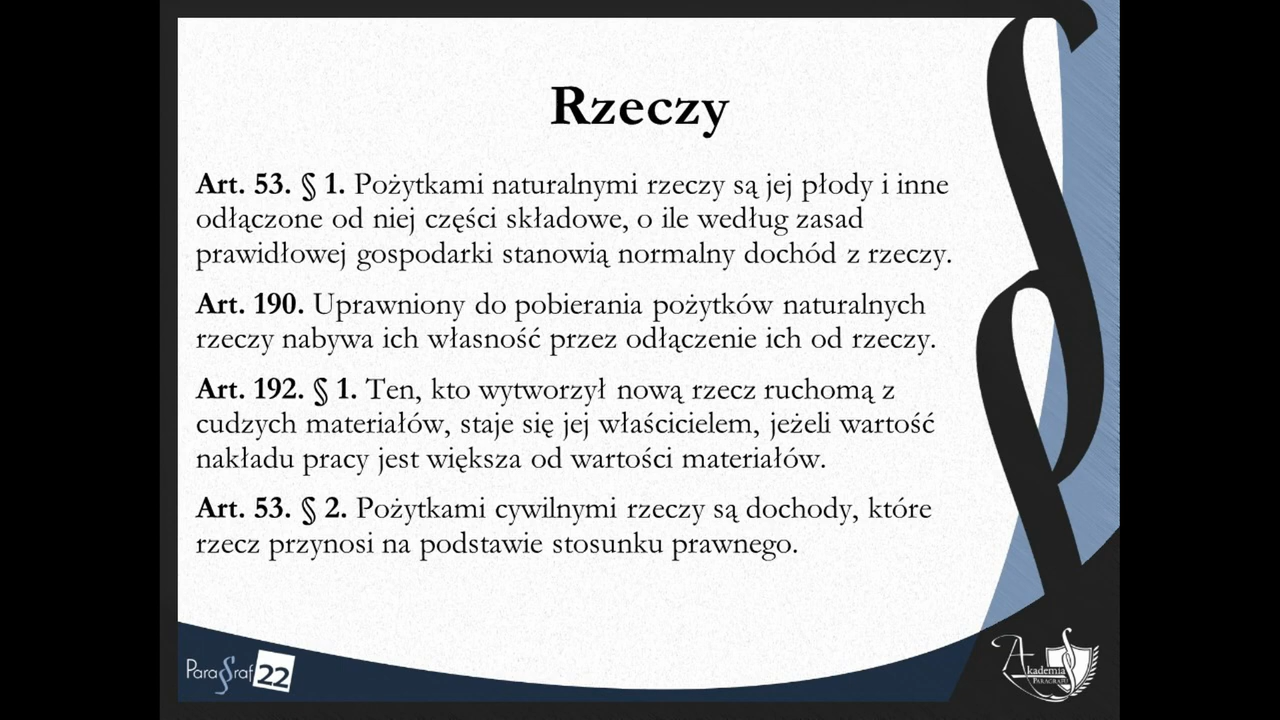 Rzeczy
Art. 53. § 1. Pożytkami naturalnymi rzeczy są jej płody i inne
odłączone od niej części składowe, o ile według zasad
prawidłowej gospodarki stanowią normalny dochód z rzeczy.
Art. 190. Uprawniony do pobierania pożytków naturalnych
rzeczy nabywa ich własność przez odłączenie ich od rzeczy.
Art. 192. § 1. Ten, kto wytworzył nową rzecz ruchomą z
cudzych materiałów, staje się jej właścicielem, jeżeli wartość
nakładu pracy jest większa od wartości materiałów.
Art. 53. § 2. Pożytkami cywilnymi rzeczy są dochody, które
rzecz przynosi na podstawie stosunku prawnego.
Para§raf 22
Akademia
PARAGRAFU